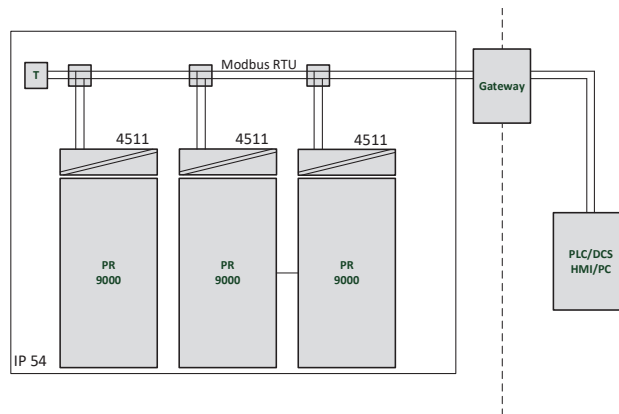 Modbus RTU
T
Gateway
4511
4511
4511
PR
9000
PR
9000
PR
9000
PLC/DCS
HMI/PC
IP 54